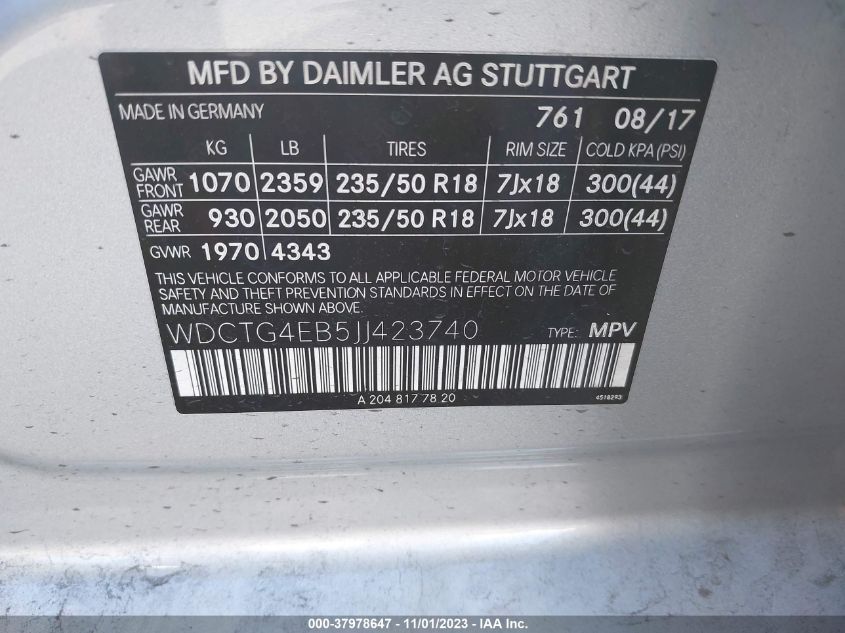 MFD BY DAIMLER AG STUTTGART
MADE IN GERMANY 761 08/17
KG LB TIRES RIM SIZE COLD KPA (PSI)
GAWR FRONT 1070 2359 235/50 R18 7Jx18 300(44)
GAWR REAR 930 2050 235/50 R18 7Jx18 300(44)
GVWR 1970 4343
THIS VEHICLE CONFORMS TO ALL APPLICABLE FEDERAL MOTOR VEHICLE
SAFETY AND THEFT PREVENTION STANDARDS IN EFFECT ON THE DATE OF
MANUFACTURE SHOWN ABOVE.
WDCTG4EB5JJ423740 TYPE: MPV
A 204 817 78 20 4518293
000-37978647 - 11/01/2023 - IAA Inc.